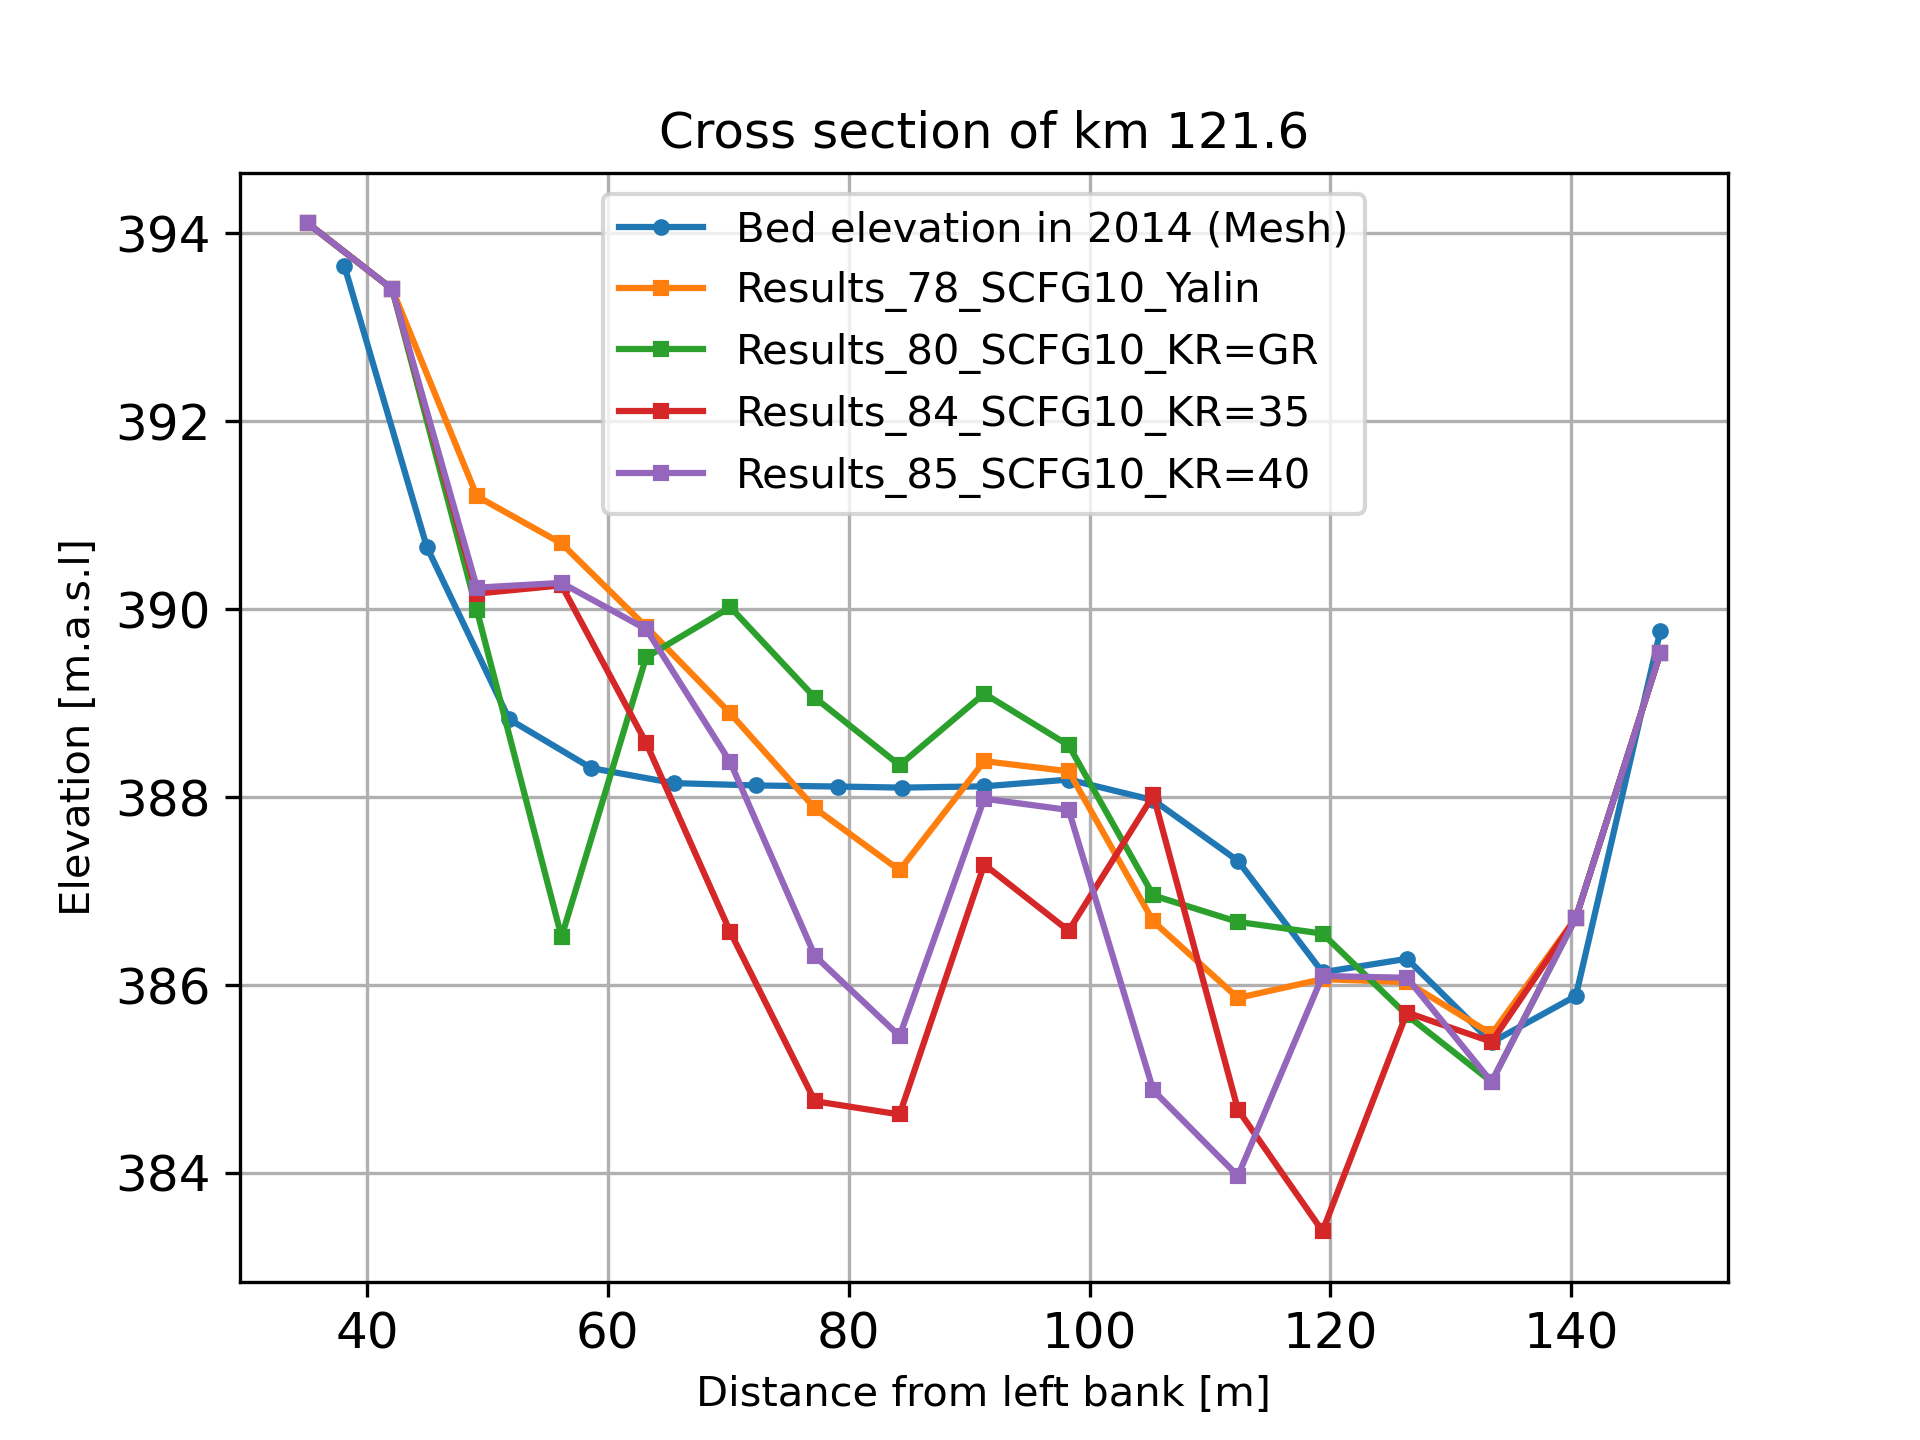 Cross section of km 121.6
Bed elevation in 2014 (Mesh)
Results_78_SCFG10_Yalin
Results_80_SCFG10_KR=GR
Results_84_SCFG10_KR=35
Results_85_SCFG10_KR=40
Elevation [m.a.s.l]
394
392
390
388
386
384
40 60 80 100 120 140
Distance from left bank [m]